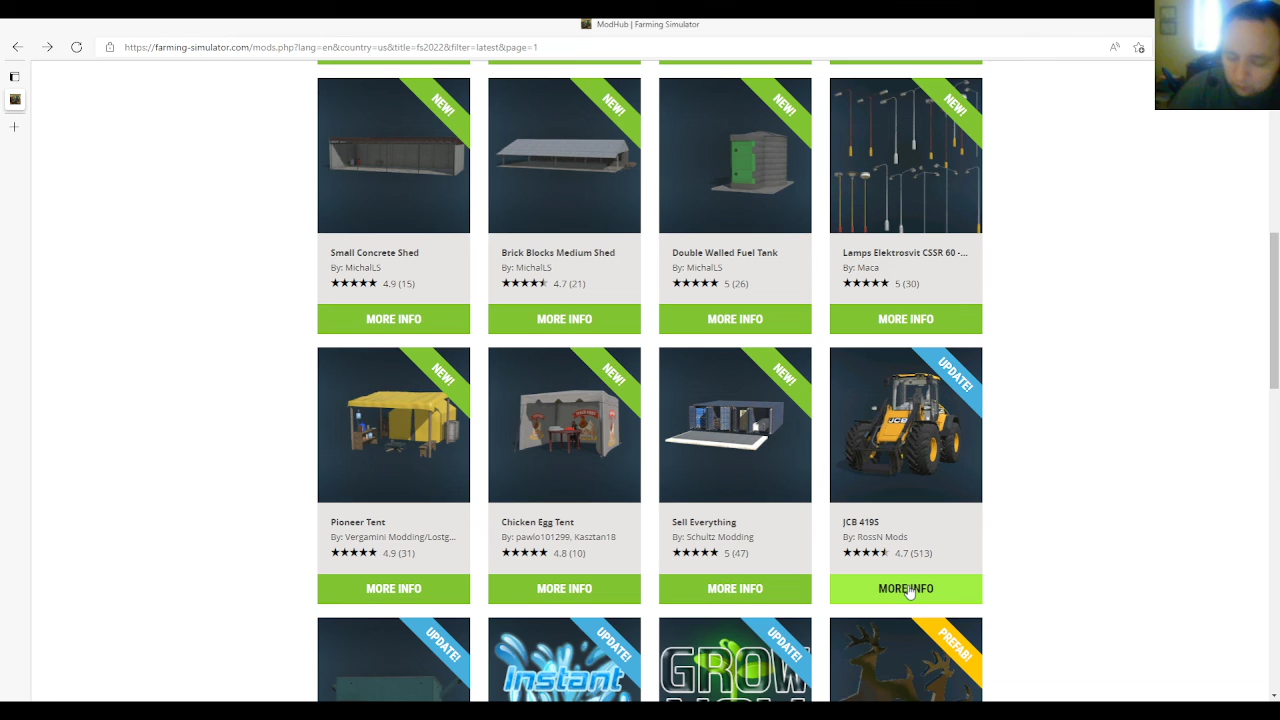 ModHub | Farming Simulator
https://farming-simulator.com/mods.php?lang=en&country=us&title=fs2022&filter=latest&page=1
NEW! NEW! NEW! NEW!
Small Concrete Shed Brick Blocks Medium Shed Double Walled Fuel Tank Lamps Elektrosvit CSSR 60 -...
By: MichalLS By: MichalLS By: MichalLS By: Maca
4.9 (15) 4.7 (21) 5 (26) 5 (30)
MORE INFO MORE INFO MORE INFO MORE INFO
NEW! NEW! NEW! UPDATE!
JCB
Pioneer Tent Chicken Egg Tent Sell Everything JCB 419S
By: Vergamini Modding/Lostg... By: pawlo101299, Kasztan18 By: Schultz Modding By: RossN Mods
4.9 (31) 4.8 (10) 5 (47) 4.7 (513)
MORE INFO MORE INFO MORE INFO MORE INFO
UPDATE! UPDATE! UPDATE! PREFAB!
Instant GROW